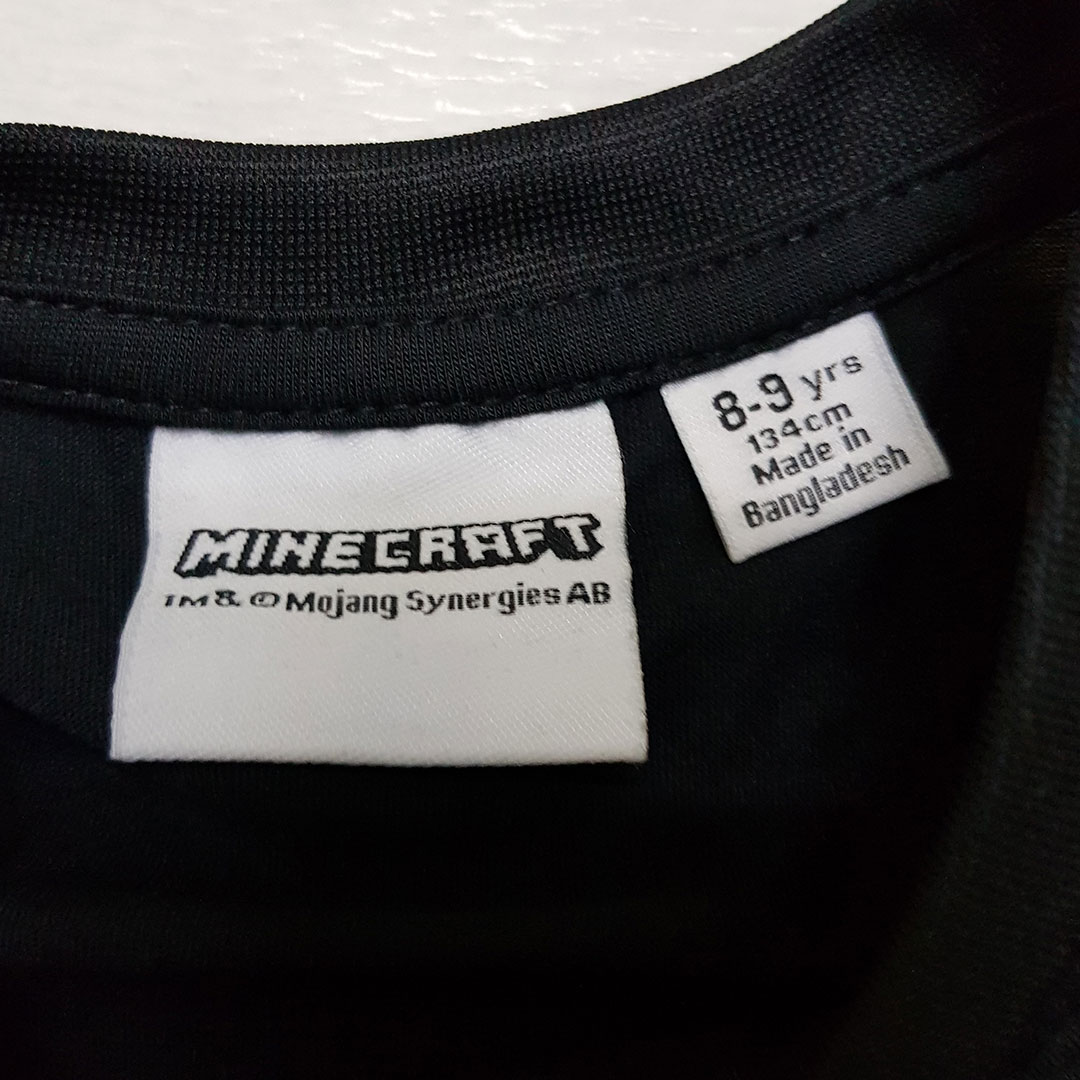 MINECRAFT
TM & © Mojang Synergies AB
8-9 yrs
134cm
Made in
Bangladesh